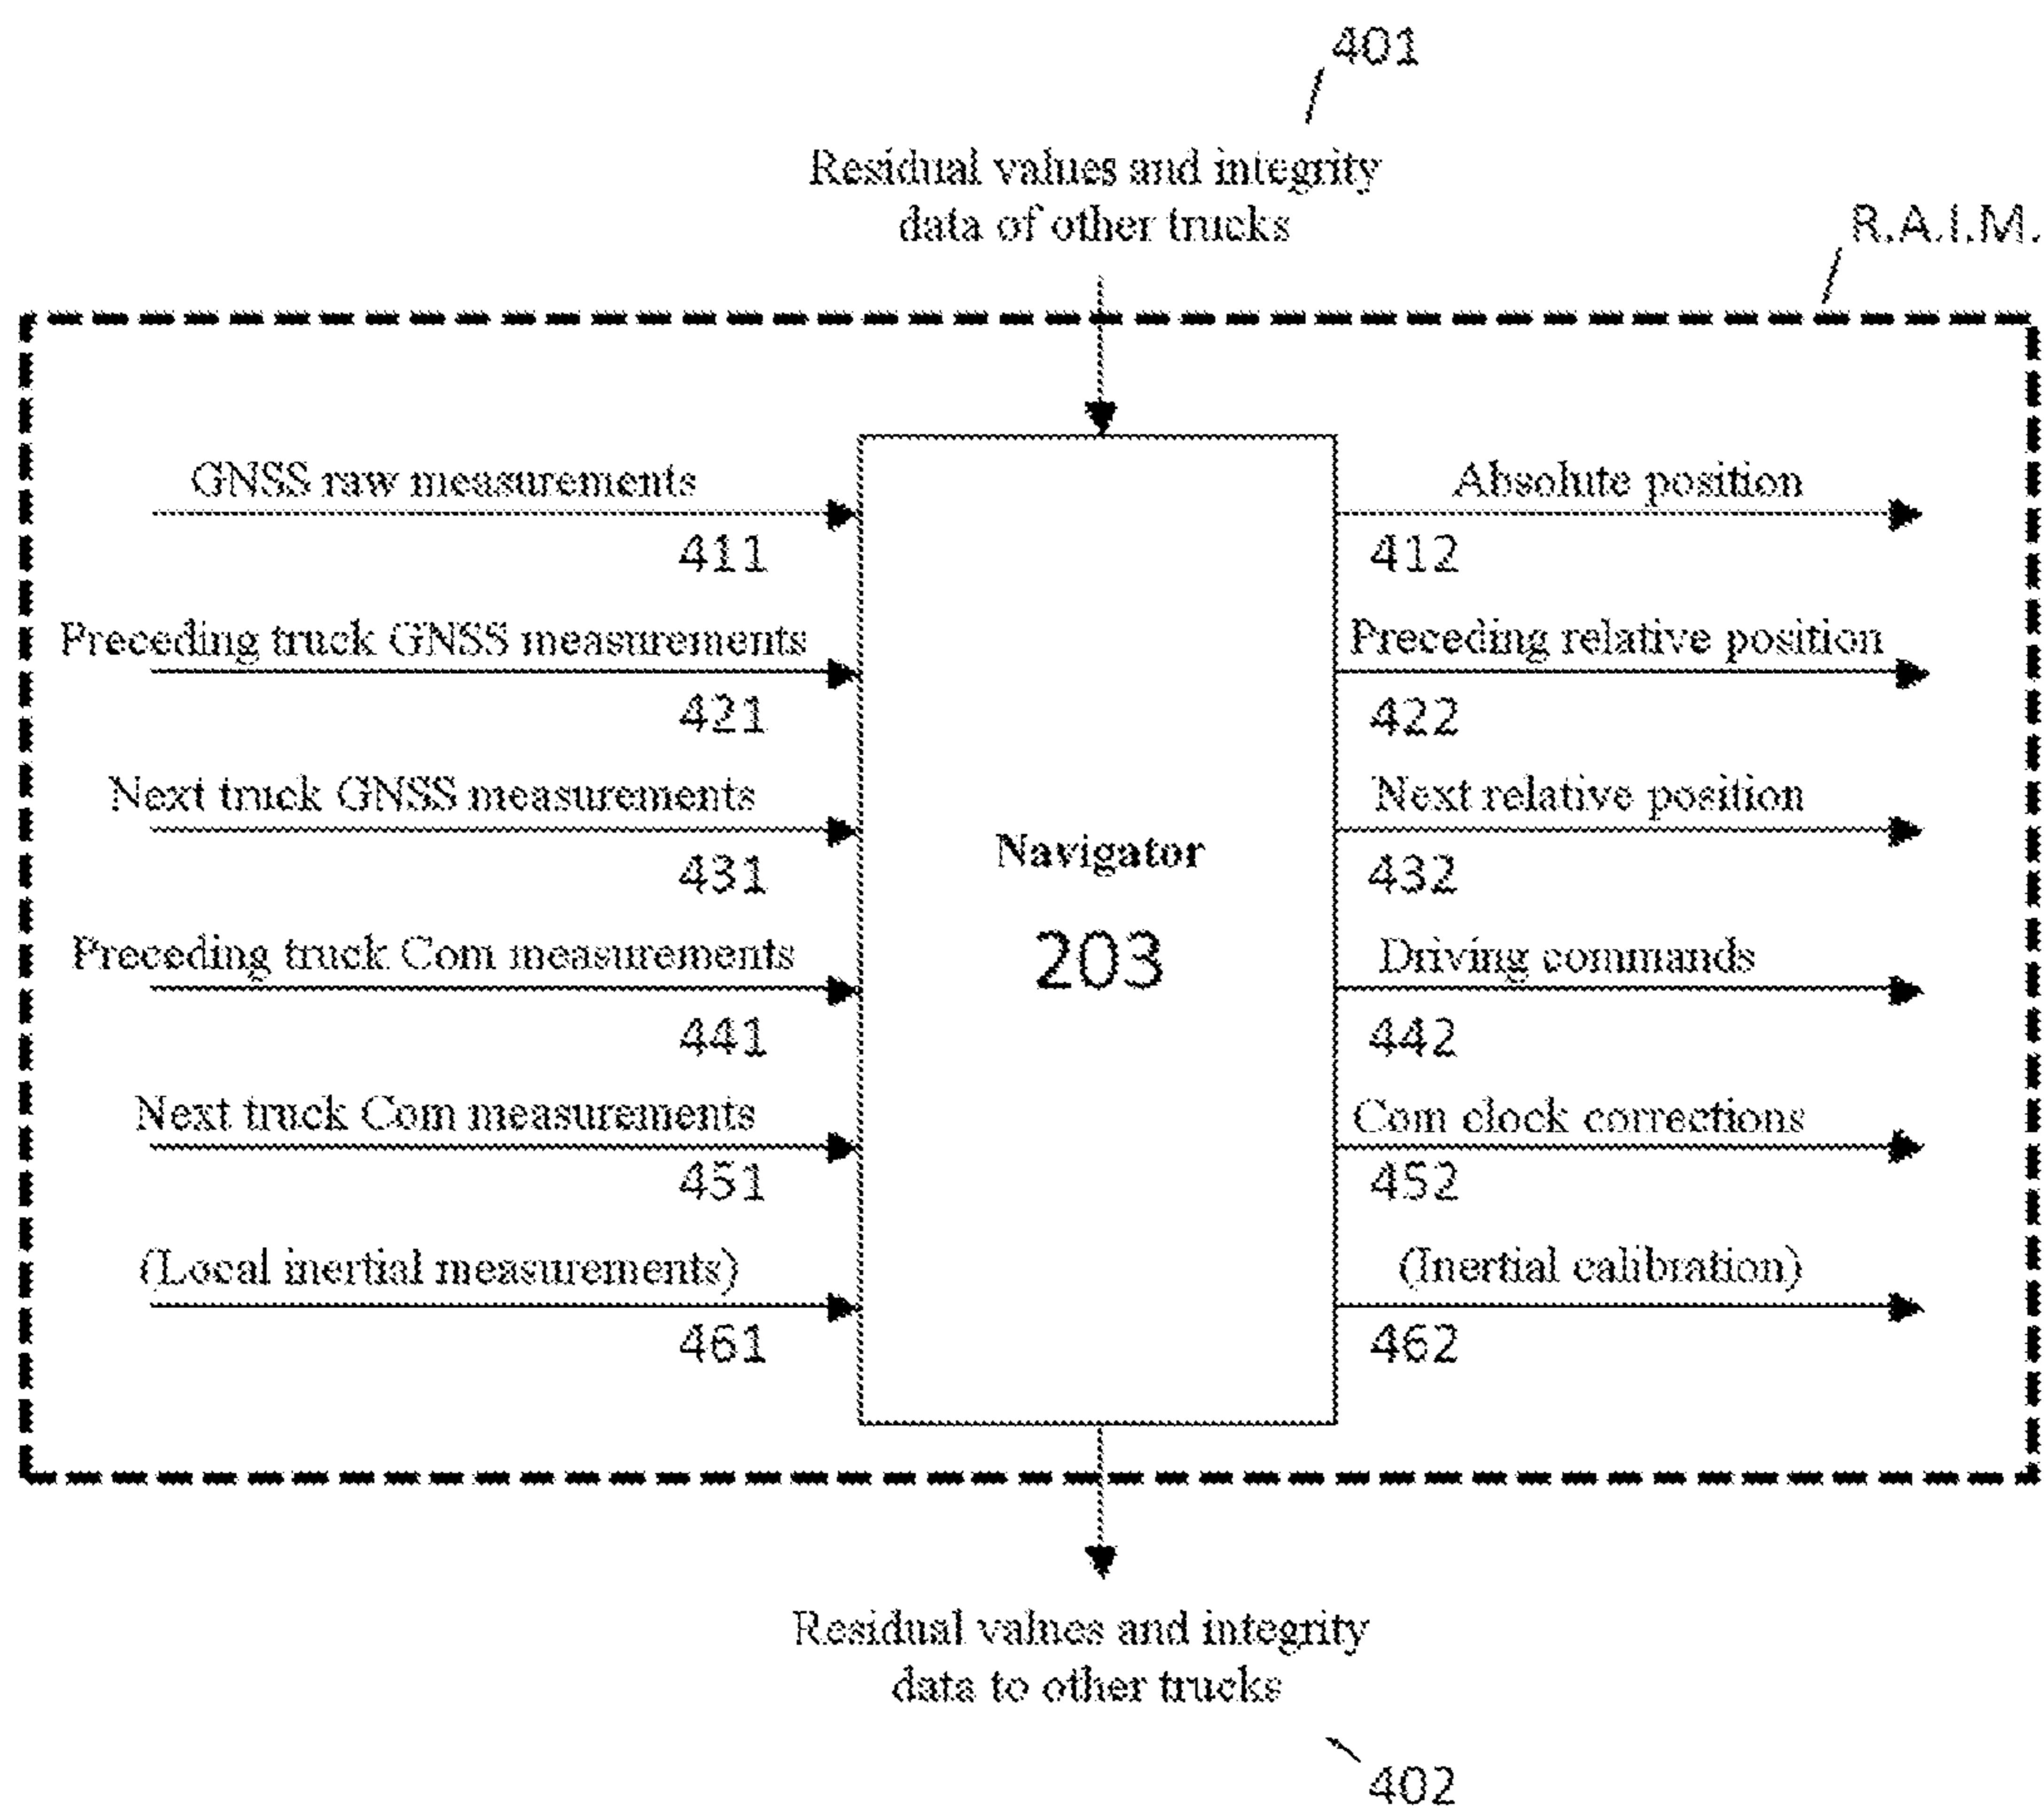 401
Residual values and integrity
data of other trucks
R.A.I.M.
GNSS raw measurements
411
Absolute position
412
Preceding truck GNSS measurements
421
Preceding relative position
422
Next truck GNSS measurements
431
Next relative position
432
Navigator
203
Preceding truck Com measurements
441
Driving commands
442
Next truck Com measurements
451
Com clock corrections
452
(Local inertial measurements)
461
(Inertial calibration)
462
Residual values and integrity
data to other trucks
402